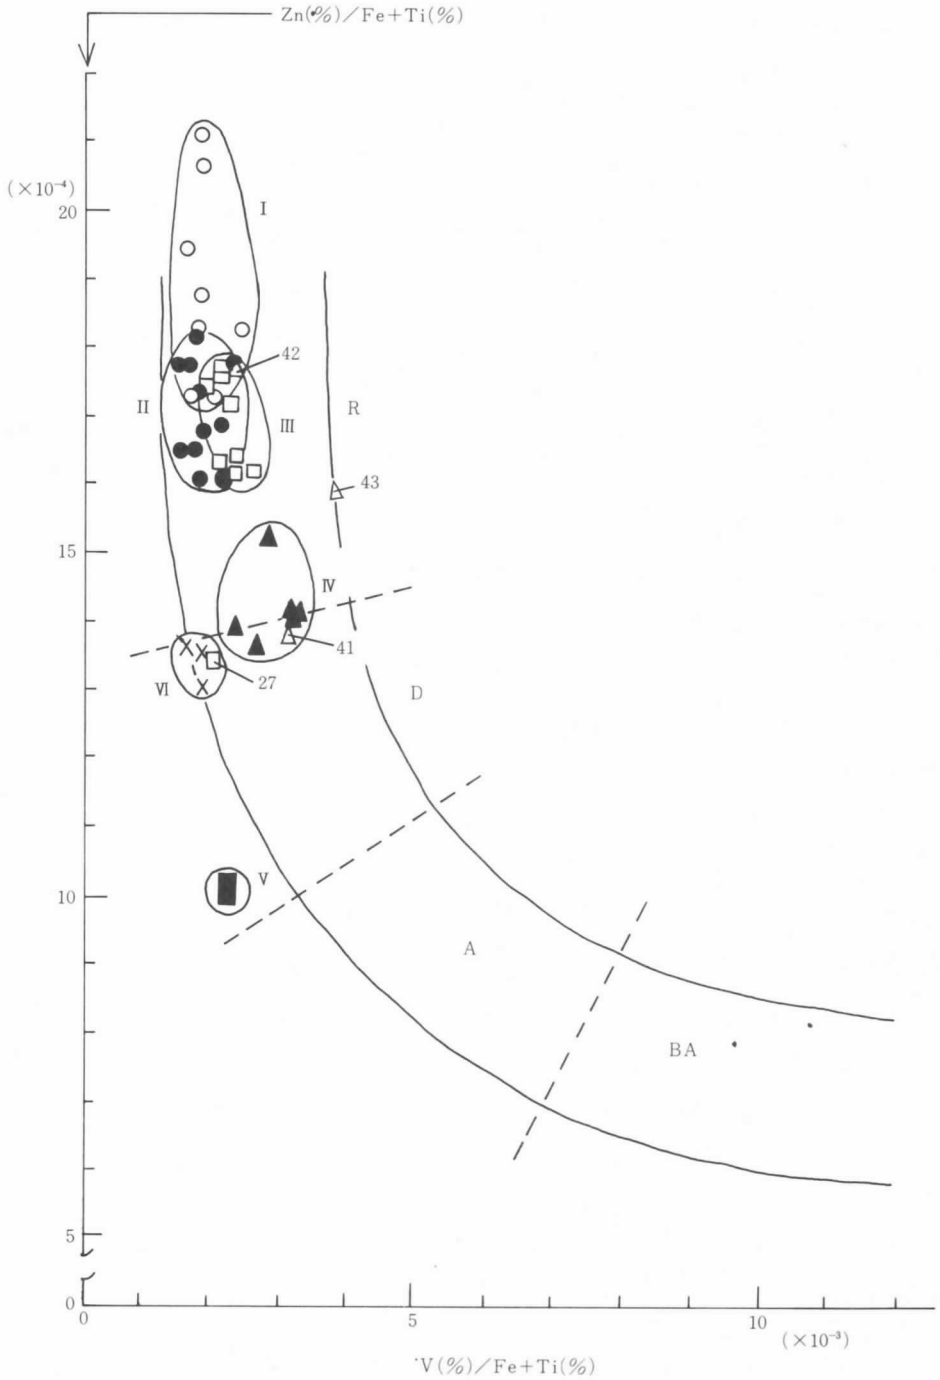 Zn(%)/Fe+Ti(%)
(×10⁻⁴)
20
I
42
II
R
III
43
15
IV
41
VI
27
D
V
10
A
BA
5
0
0
5
10
(×10⁻³)
V(%)/Fe+Ti(%)